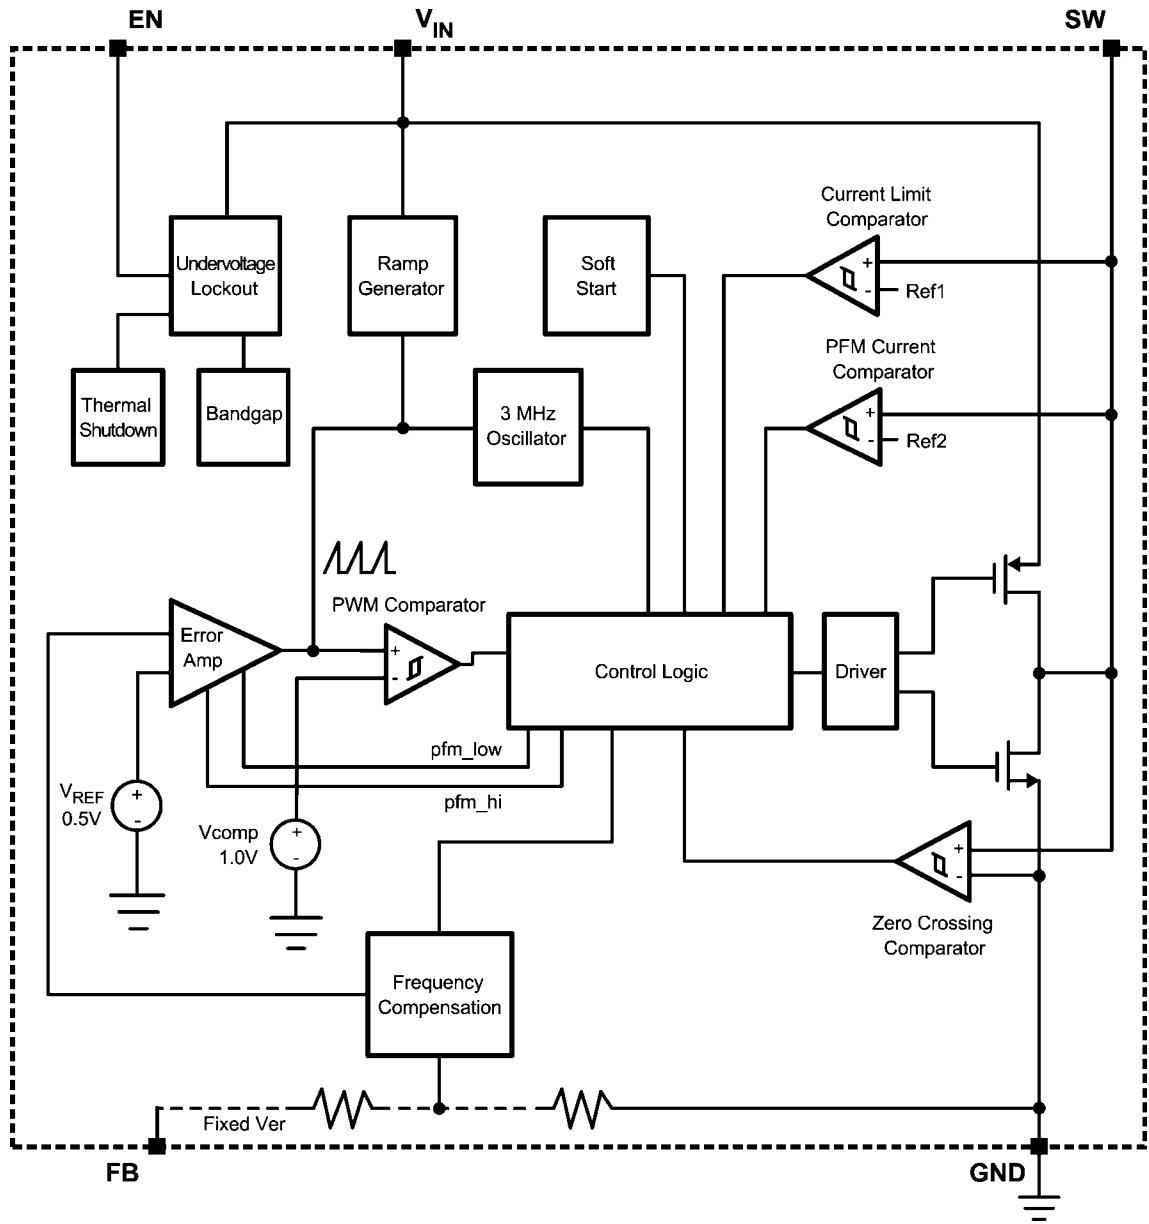 EN
VIN
SW
Current Limit
Comparator
+
-
Ref1
Undervoltage
Lockout
Ramp
Generator
Soft
Start
PFM Current
Comparator
+
-
Ref2
Thermal
Shutdown
Bandgap
3 MHz
Oscillator
PWM Comparator
Error
Amp
+
-
Control Logic
Driver
pfm_low
pfm_hi
VREF
0.5V
+
-
Vcomp
1.0V
+
-
+
-
Zero Crossing
Comparator
Frequency
Compensation
Fixed Ver
FB
GND